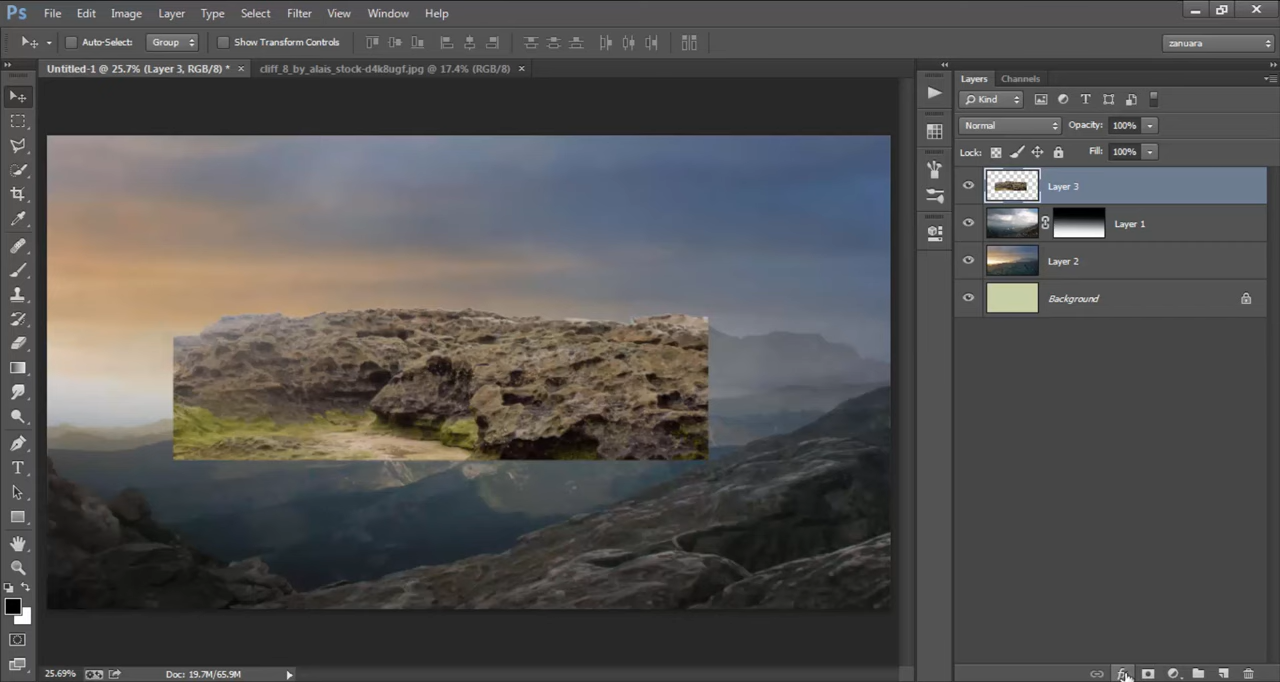 Ps File Edit Image Layer Type Select Filter View Window Help
Auto-Select: Group Show Transform Controls zanuara
Untitled-1 @ 25.7% (Layer 3, RGB/8) * × cliff_8_by_alais_stock-d4k8ugf.jpg @ 17.4% (RGB/8) ×
Layers Channels
Kind
Normal Opacity: 100%
Lock: Fill: 100%
Layer 3
Layer 1
Layer 2
Background
25.69% Doc: 19.7M/65.9M
fx